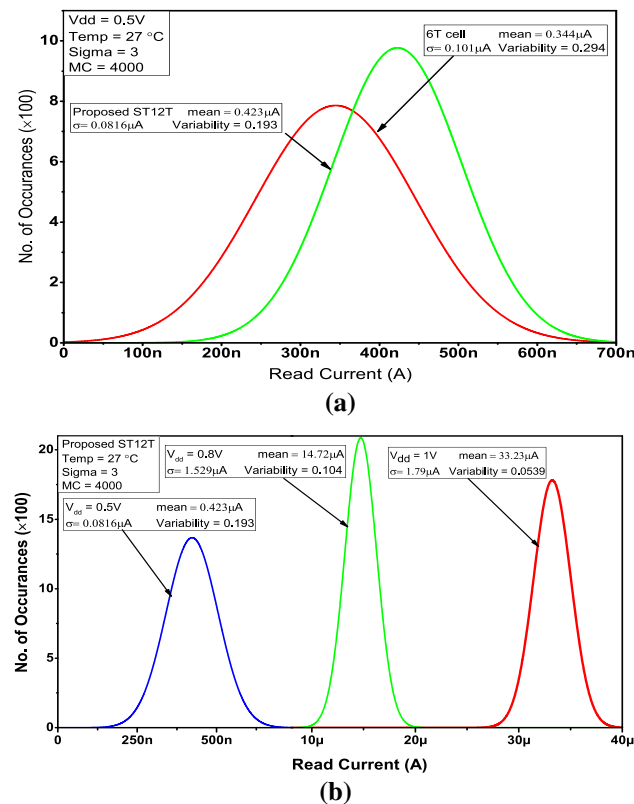 Vdd = 0.5V
Temp = 27 °C
Sigma = 3
MC = 4000
6T cell mean = 0.344µA
σ= 0.101µA Variability = 0.294
Proposed ST12T mean = 0.423µA
σ= 0.0816µA Variability = 0.193
No. of Occurances (×100)
10
8
6
4
2
0
0 100n 200n 300n 400n 500n 600n 700n
Read Current (A)
(a)
Proposed ST12T
Temp = 27 °C
Sigma = 3
MC = 4000
Vdd = 0.8V mean = 14.72µA
σ= 1.529µA Variability = 0.104
Vdd = 1V mean = 33.23µA
σ= 1.79µA Variability = 0.0539
Vdd = 0.5V mean = 0.423µA
σ= 0.0816µA Variability = 0.193
No. of Occurances (×100)
20
15
10
5
0
0 250n 500n 10µ 20µ 30µ 40µ
Read Current (A)
(b)